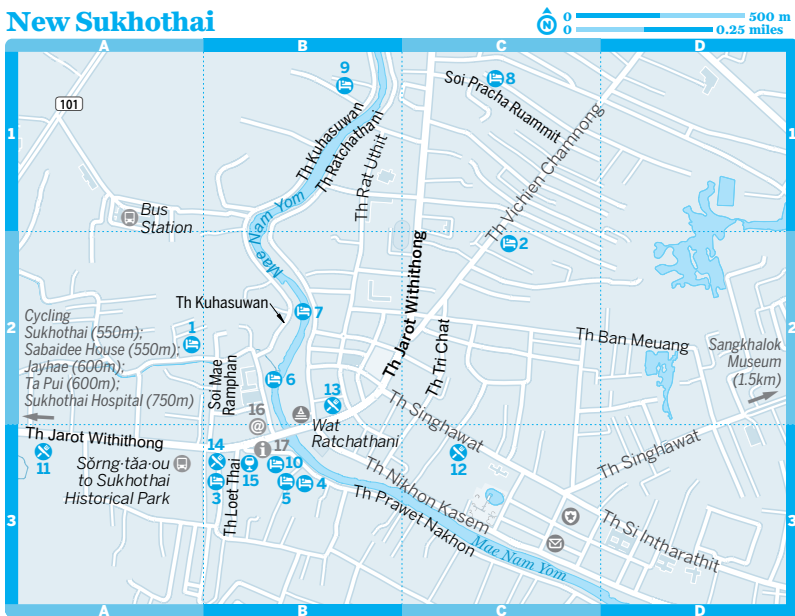 New Sukhothai
N
0 500 m
0 0.25 miles
A B C D
1
1
101
9
8
Soi Pracha Ruammit
Th Kuhasuwan
Th Ratchathani
Th Rat Uthit
Th Vichien Chamnong
Bus
Station
Mae Nam Yom
2
Th Kuhasuwan
7
Th Jarot Withithong
2
2
Cycling
Sukhothai (550m);
Sabaidee House (550m);
Jayhae (600m);
Ta Pui (600m);
Sukhothai Hospital (750m)
1
Soi Mae
Ramphan
6
Th Tri Chat
Th Ban Meuang
Sangkhalok
Museum
(1.5km)
16
@
13
Wat
Ratchathani
Th Singhawat
Th Jarot Withithong
11
Sŏrng·tăa·ou
to Sukhothai
Historical Park
14
3
Th Loet Thai
i
17
15
10
5
4
12
Th Singhawat
Th Nikhon Kasem
Th Prawet Nakhon
Mae Nam Yom
Th Si Intharathit
3
3
A B C D